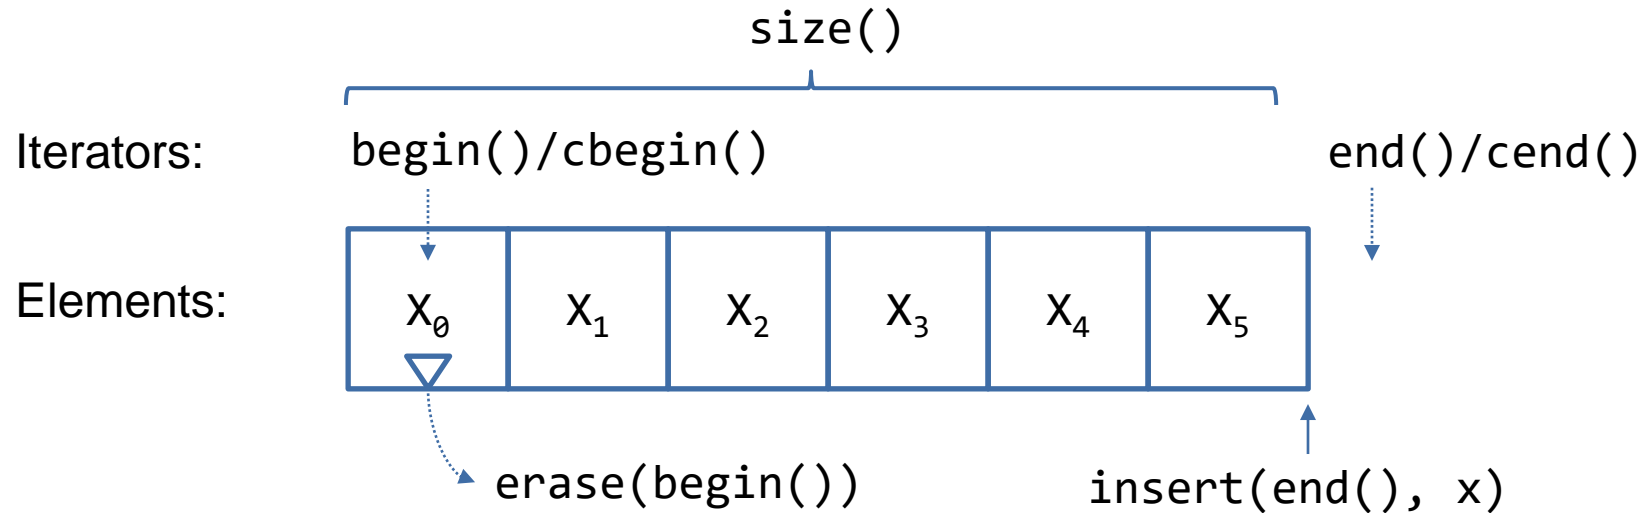 size()
Iterators: begin()/cbegin() end()/cend()
Elements: X₀ X₁ X₂ X₃ X₄ X₅
erase(begin()) insert(end(), x)